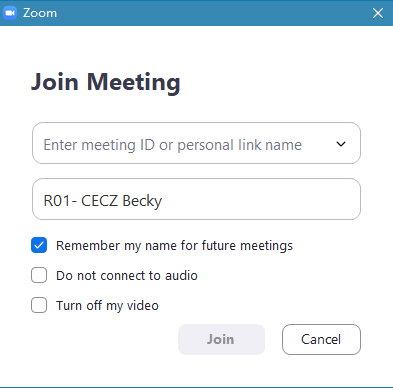 Zoom
Join Meeting
Enter meeting ID or personal link name
R01- CECZ Becky
Remember my name for future meetings
Do not connect to audio
Turn off my video
Join Cancel